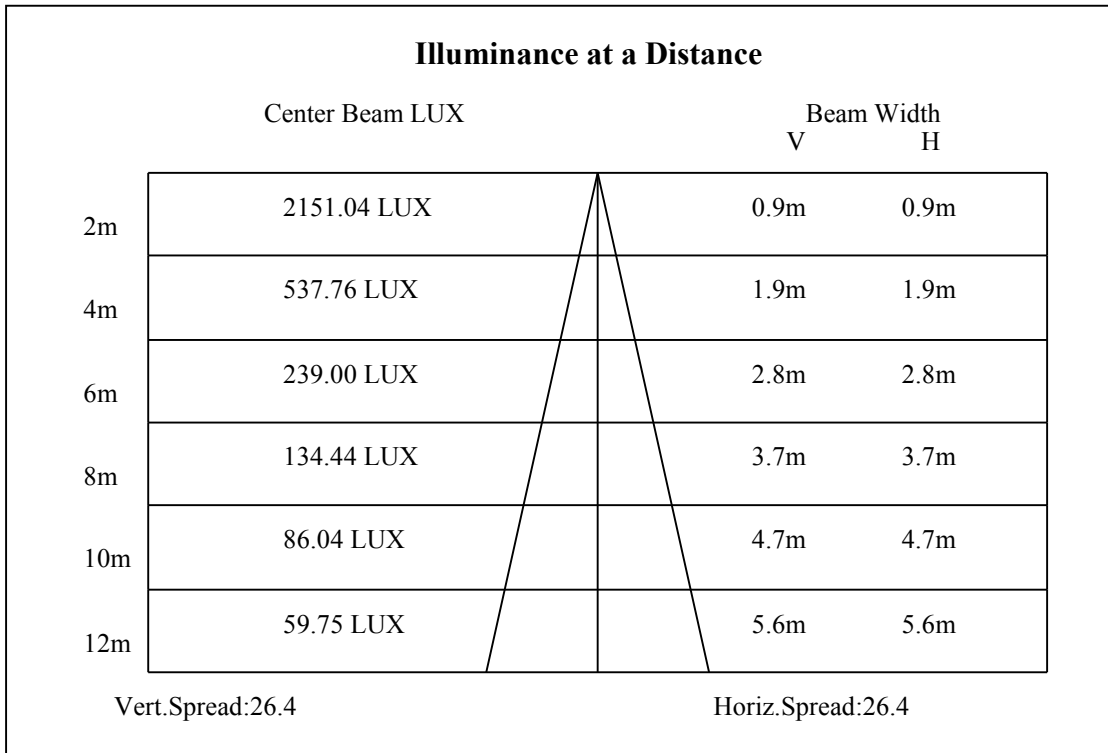 Illuminance at a Distance
Center Beam LUX Beam Width
V H
2m 2151.04 LUX 0.9m 0.9m
4m 537.76 LUX 1.9m 1.9m
6m 239.00 LUX 2.8m 2.8m
8m 134.44 LUX 3.7m 3.7m
10m 86.04 LUX 4.7m 4.7m
12m 59.75 LUX 5.6m 5.6m
Vert.Spread:26.4 Horiz.Spread:26.4